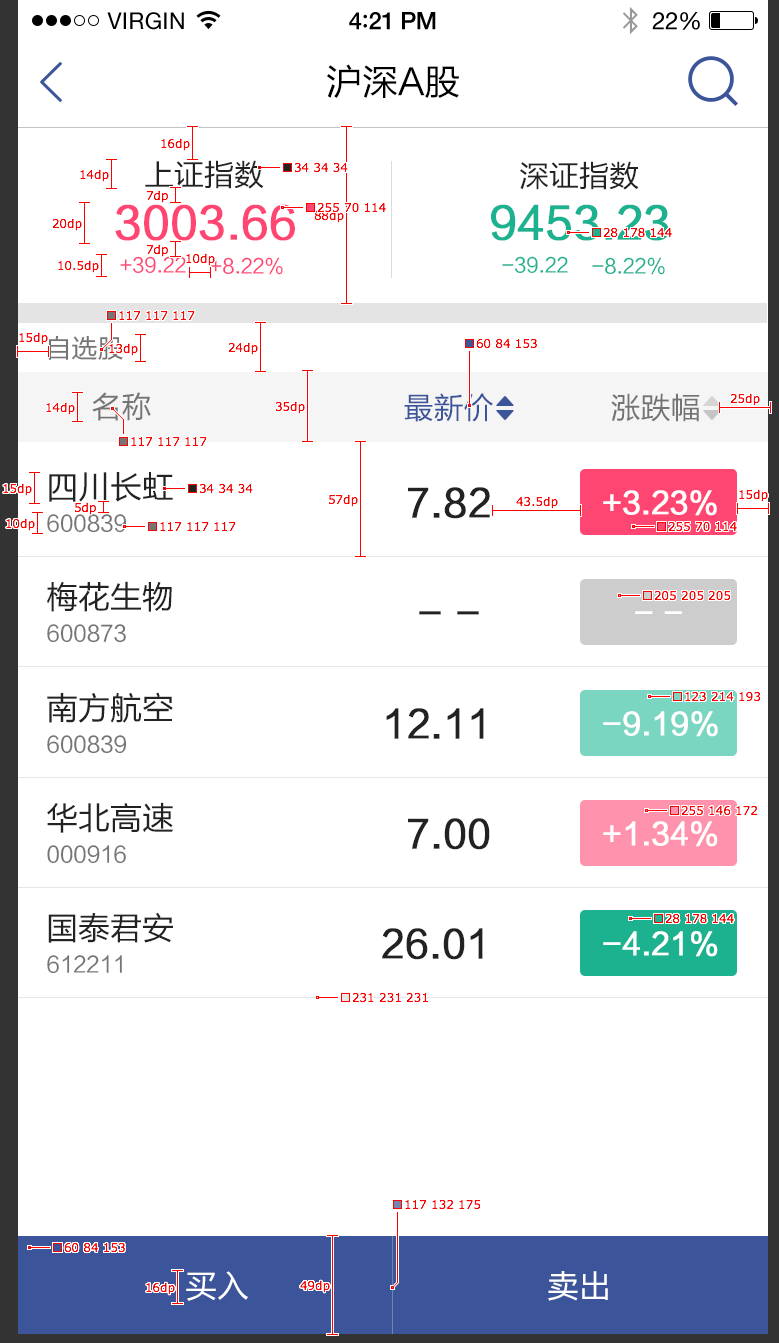 VIRGIN 4:21 PM 22%
沪深A股
16dp
上证指数 34 34 34 深证指数
14dp
7dp
3003.66 255 70 114 9453.23
20dp 88dp 28 178 144
7dp
10.5dp +39.22 10dp +8.22% −39.22 −8.22%
117 117 117
15dp 自选股 13dp 24dp 60 84 153
14dp 名称 35dp 最新价 涨跌幅 25dp
117 117 117
15dp 四川长虹 34 34 34 57dp 7.82 43.5dp +3.23% 15dp
5dp
10dp 600839 117 117 117 255 70 114
梅花生物 – – 205 205 205
– –
600873
南方航空 12.11 123 214 193
−9.19%
600839
华北高速 7.00 255 146 172
+1.34%
000916
国泰君安 26.01 28 178 144
−4.21%
612211
231 231 231
117 132 175
60 84 153
16dp 买入 49dp 卖出